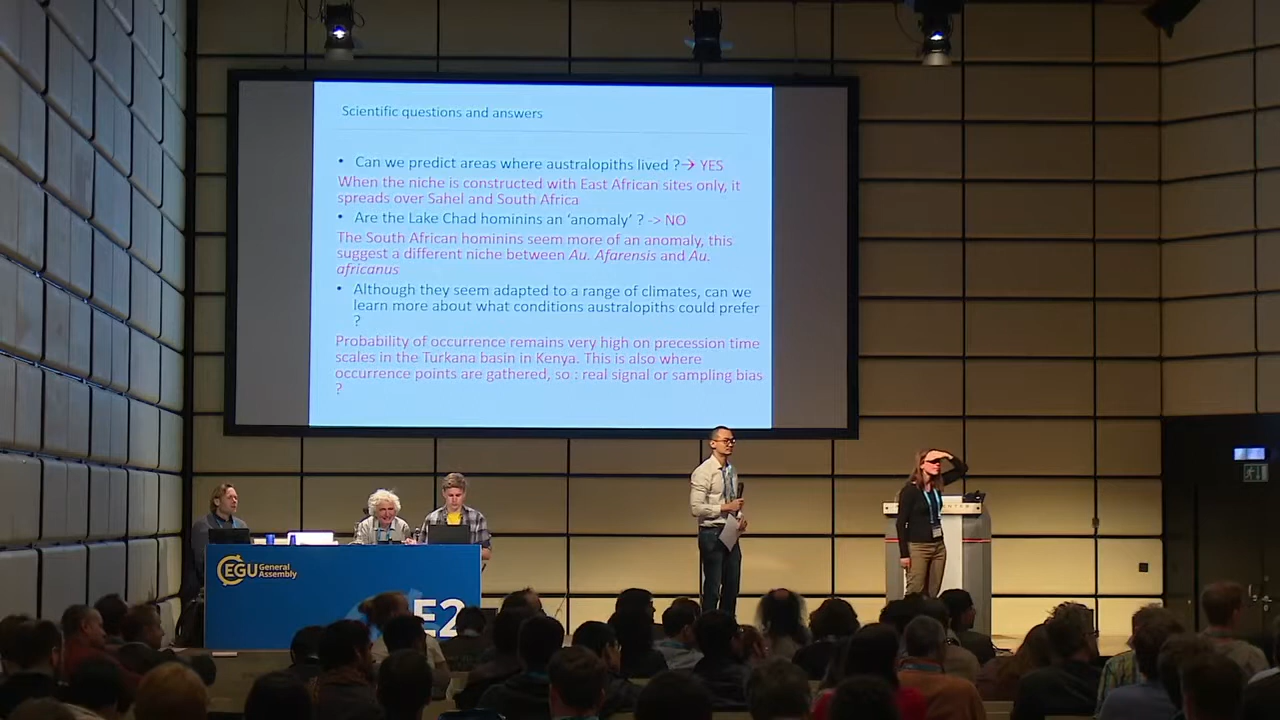 Scientific questions and answers
• Can we predict areas where australopiths lived ?→ YES
When the niche is constructed with East African sites only, it
spreads over Sahel and South Africa
• Are the Lake Chad hominins an ‘anomaly’ ? -> NO
The South African hominins seem more of an anomaly, this
suggest a different niche between Au. Afarensis and Au.
africanus
• Although they seem adapted to a range of climates, can we
learn more about what conditions australopiths could prefer
?
Probability of occurrence remains very high on precession time
scales in the Turkana basin in Kenya. This is also where
occurrence points are gathered, so : real signal or sampling bias
?
EGU General
Assembly
E2